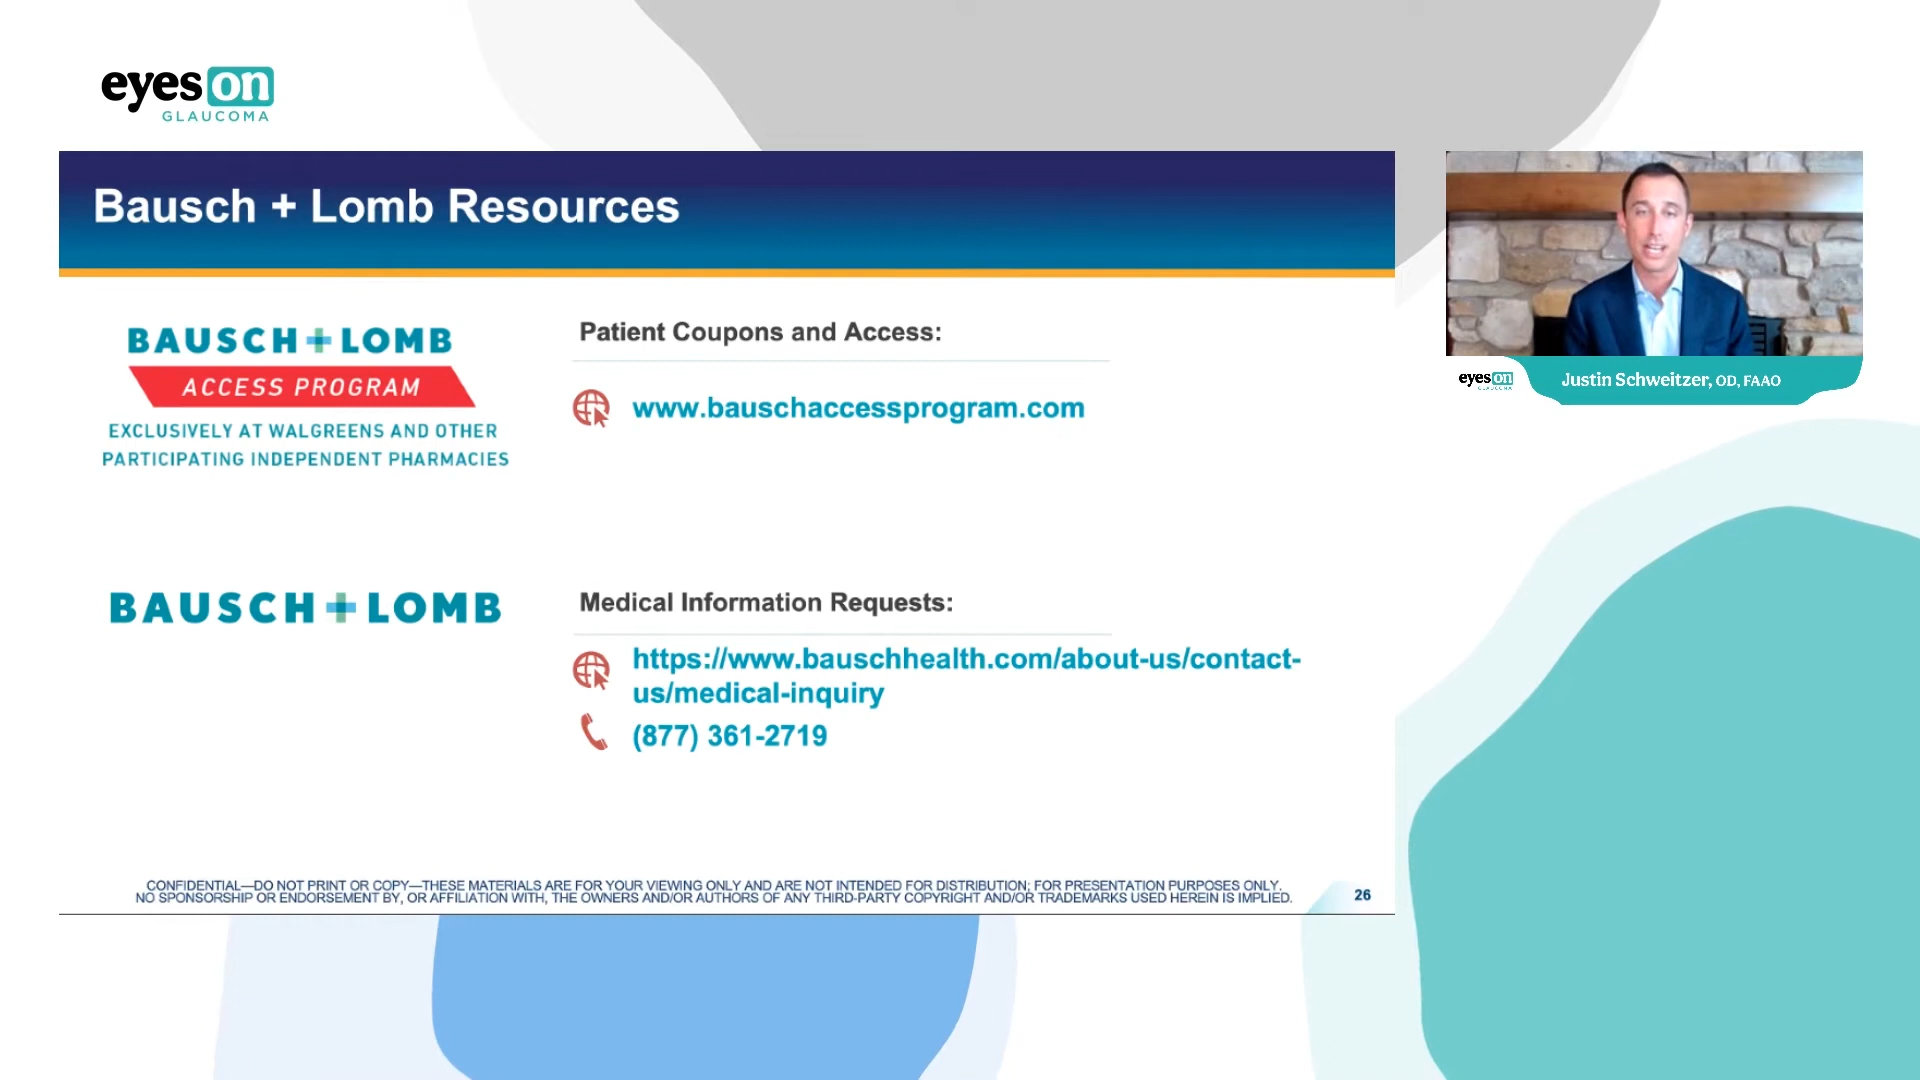 eyes on
GLAUCOMA
Bausch + Lomb Resources
BAUSCH + LOMB
ACCESS PROGRAM
EXCLUSIVELY AT WALGREENS AND OTHER
PARTICIPATING INDEPENDENT PHARMACIES
Patient Coupons and Access:
www.bauschaccessprogram.com
BAUSCH + LOMB
Medical Information Requests:
https://www.bauschhealth.com/about-us/contact-
us/medical-inquiry
(877) 361-2719
CONFIDENTIAL—DO NOT PRINT OR COPY—THESE MATERIALS ARE FOR YOUR VIEWING ONLY AND ARE NOT INTENDED FOR DISTRIBUTION; FOR PRESENTATION PURPOSES ONLY.
NO SPONSORSHIP OR ENDORSEMENT BY, OR AFFILIATION WITH, THE OWNERS AND/OR AUTHORS OF ANY THIRD-PARTY COPYRIGHT AND/OR TRADEMARKS USED HEREIN IS IMPLIED.
26
eyes on
GLAUCOMA
Justin Schweitzer, OD, FAAO